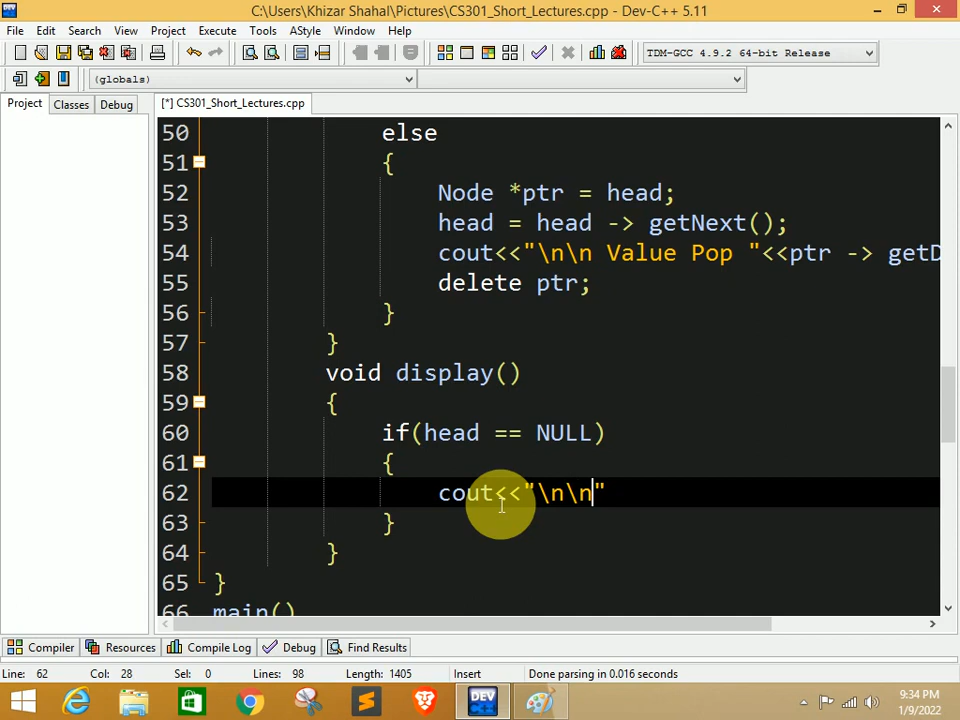 C:\Users\Khizar Shahal\Pictures\CS301_Short_Lectures.cpp - Dev-C++ 5.11
File Edit Search View Project Execute Tools AStyle Window Help
TDM-GCC 4.9.2 64-bit Release
(globals)
Project Classes Debug [*] CS301_Short_Lectures.cpp
50 else
51 {
52 Node *ptr = head;
53 head = head -> getNext();
54 cout<<"\n\n Value Pop "<<ptr -> getD
55 delete ptr;
56 }
57 }
58 void display()
59 {
60 if(head == NULL)
61 {
62 cout<<"\n\n"
63 }
64 }
65 }
66 main()
Compiler Resources Compile Log Debug Find Results
Line: 62 Col: 28 Sel: 0 Lines: 98 Length: 1405 Insert Done parsing in 0.016 seconds
DEV
9:34 PM
1/9/2022